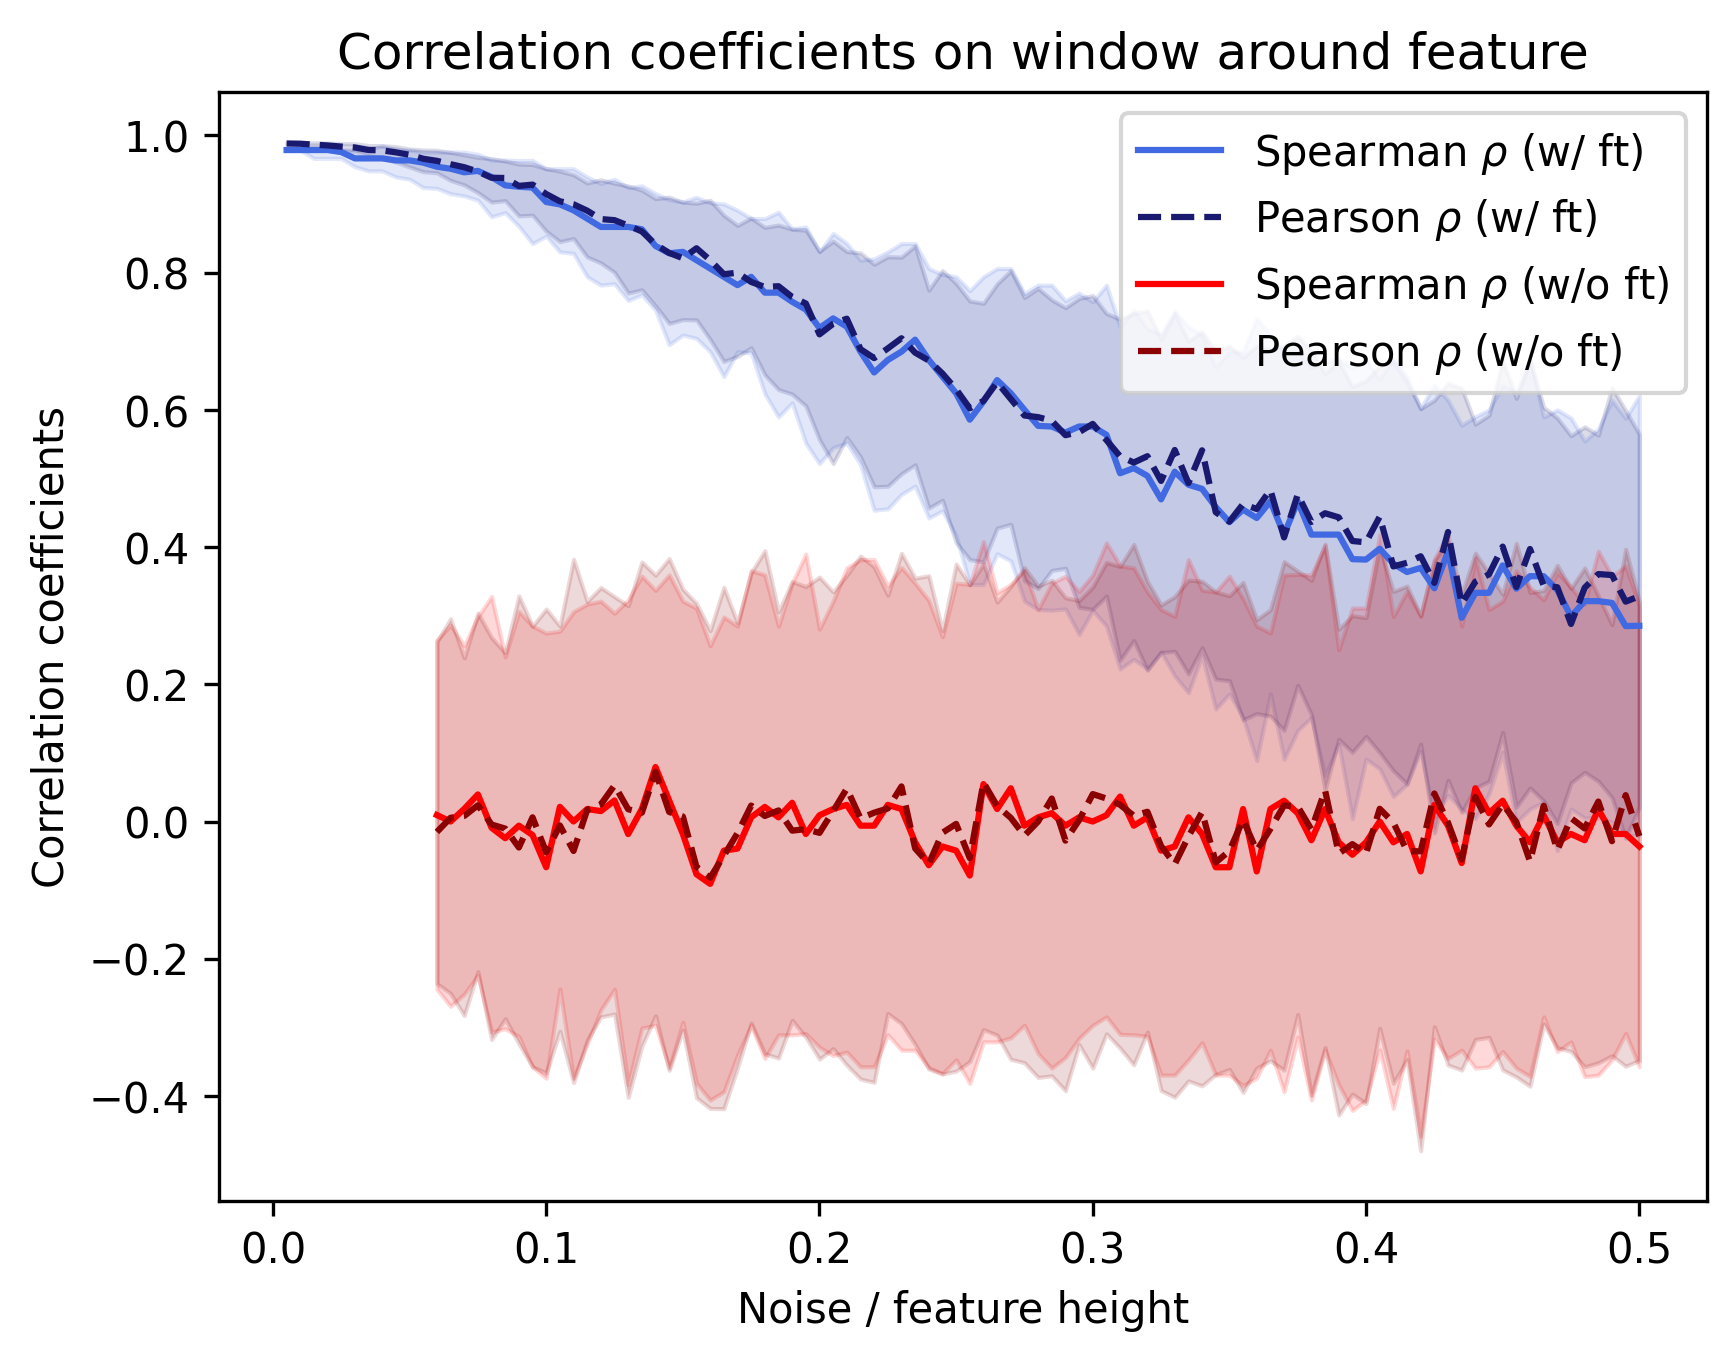 Correlation coefficients on window around feature
Spearman ρ (w/ ft)
Pearson ρ (w/ ft)
Spearman ρ (w/o ft)
Pearson ρ (w/o ft)
Correlation coefficients
1.0
0.8
0.6
0.4
0.2
0.0
−0.2
−0.4
0.0 0.1 0.2 0.3 0.4 0.5
Noise / feature height